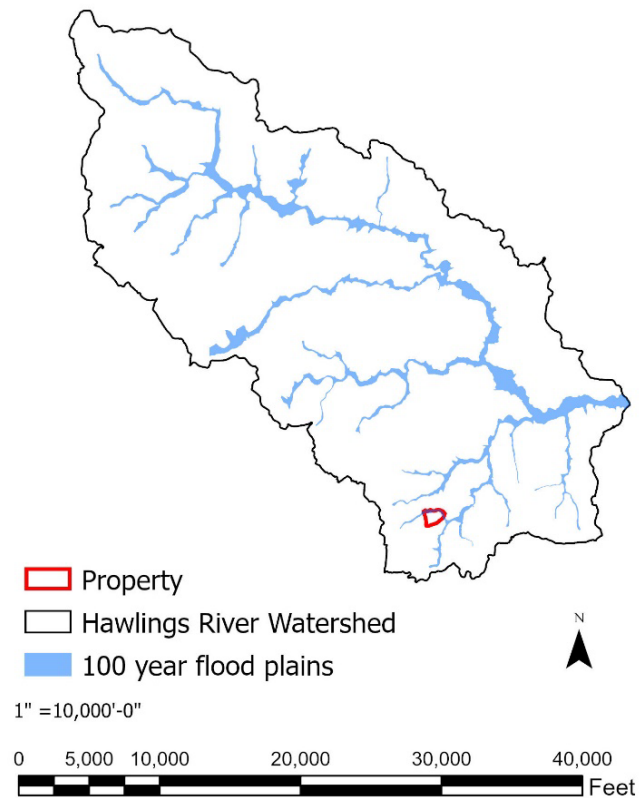 Property
Hawlings River Watershed
N
100 year flood plains
1" =10,000'-0"
0 5,000 10,000 20,000 30,000 40,000
Feet